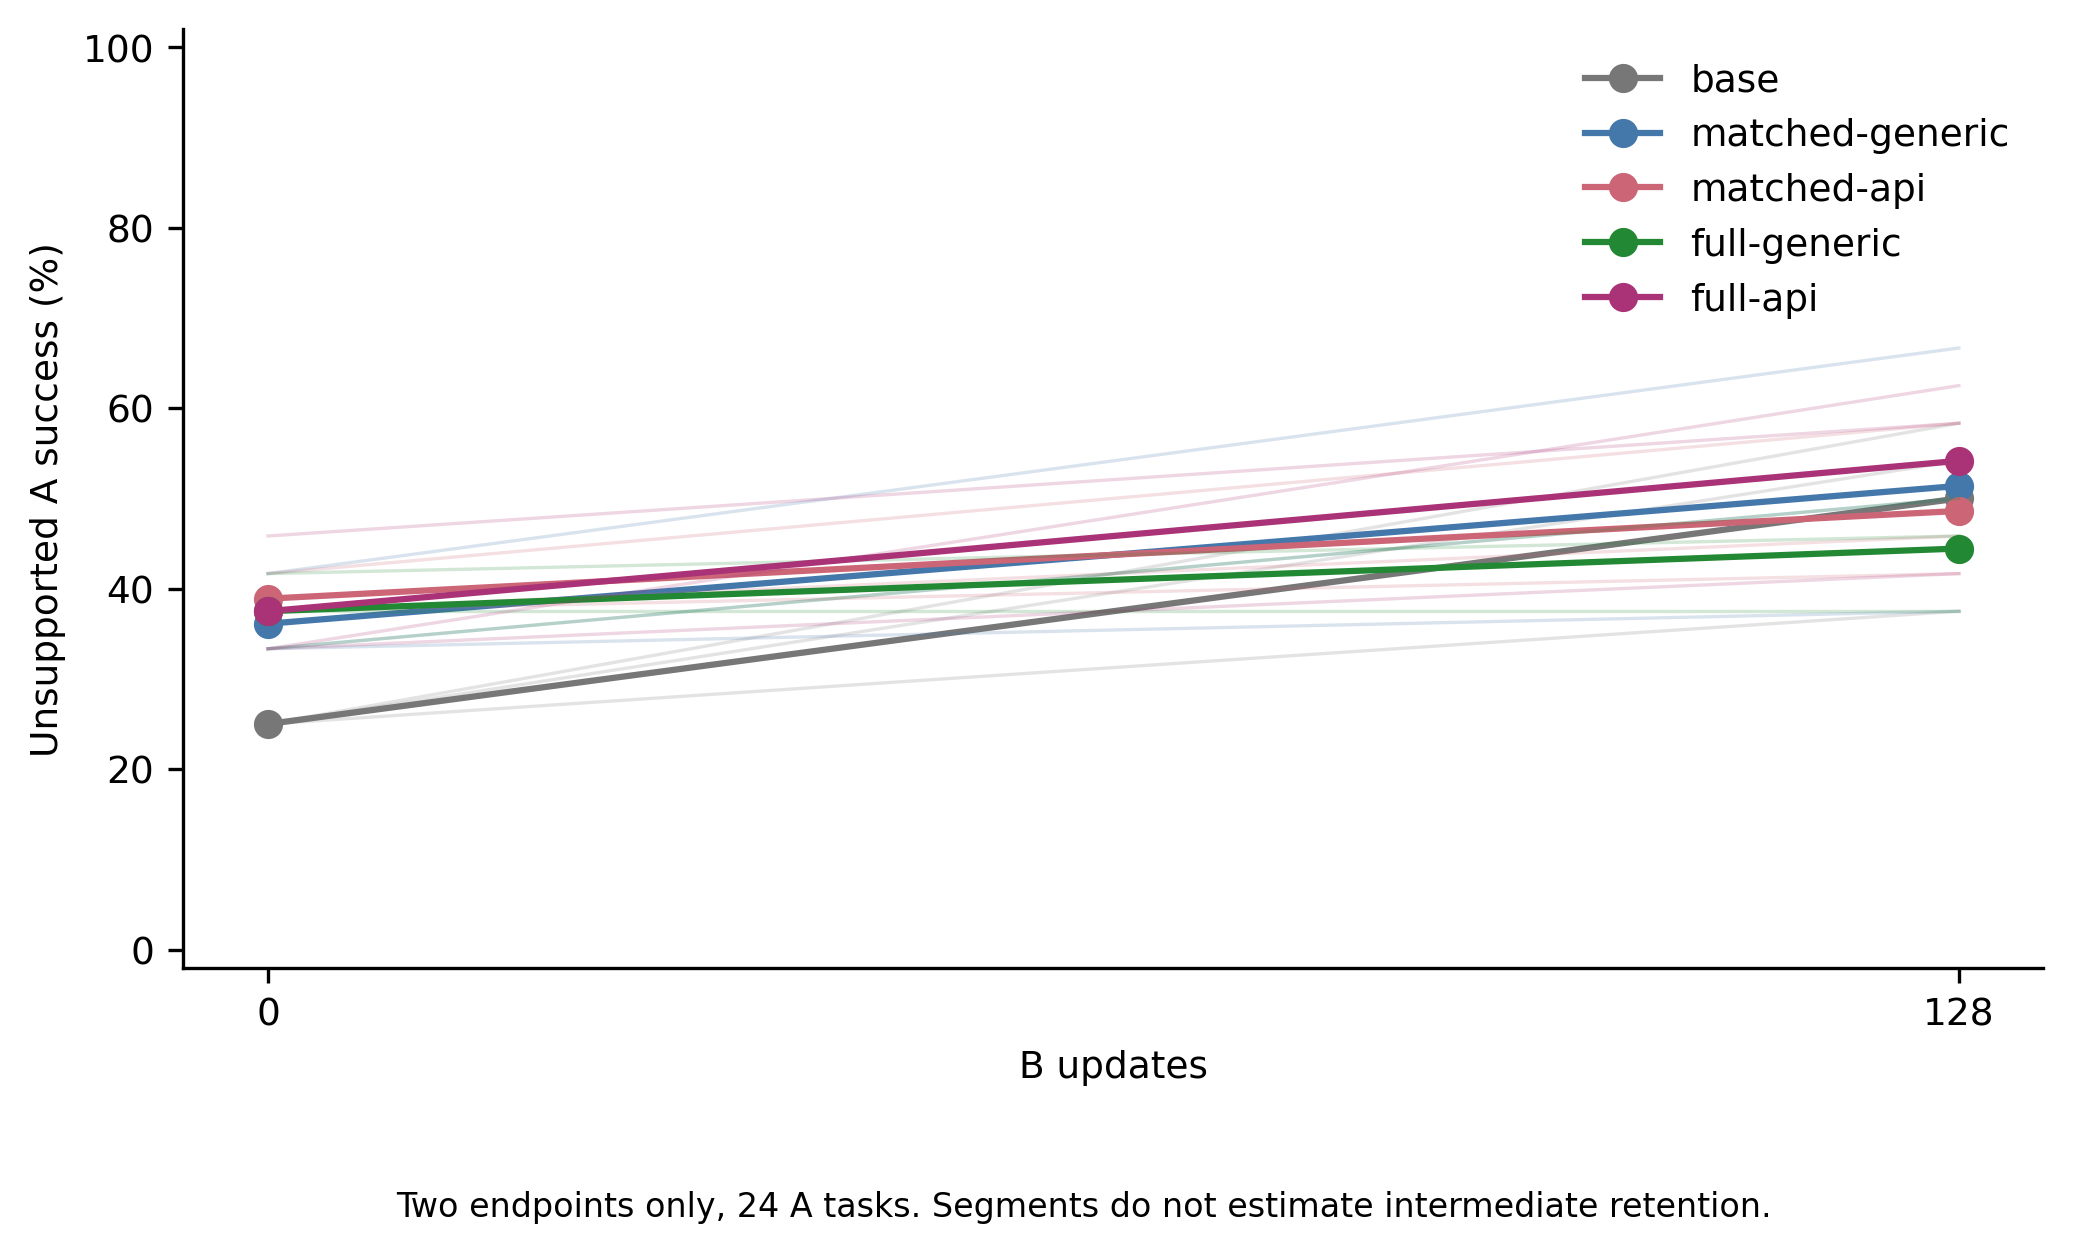 100
80
60
40
20
0
Unsupported A success (%)
base
matched-generic
matched-api
full-generic
full-api
0
128
B updates
Two endpoints only, 24 A tasks. Segments do not estimate intermediate retention.